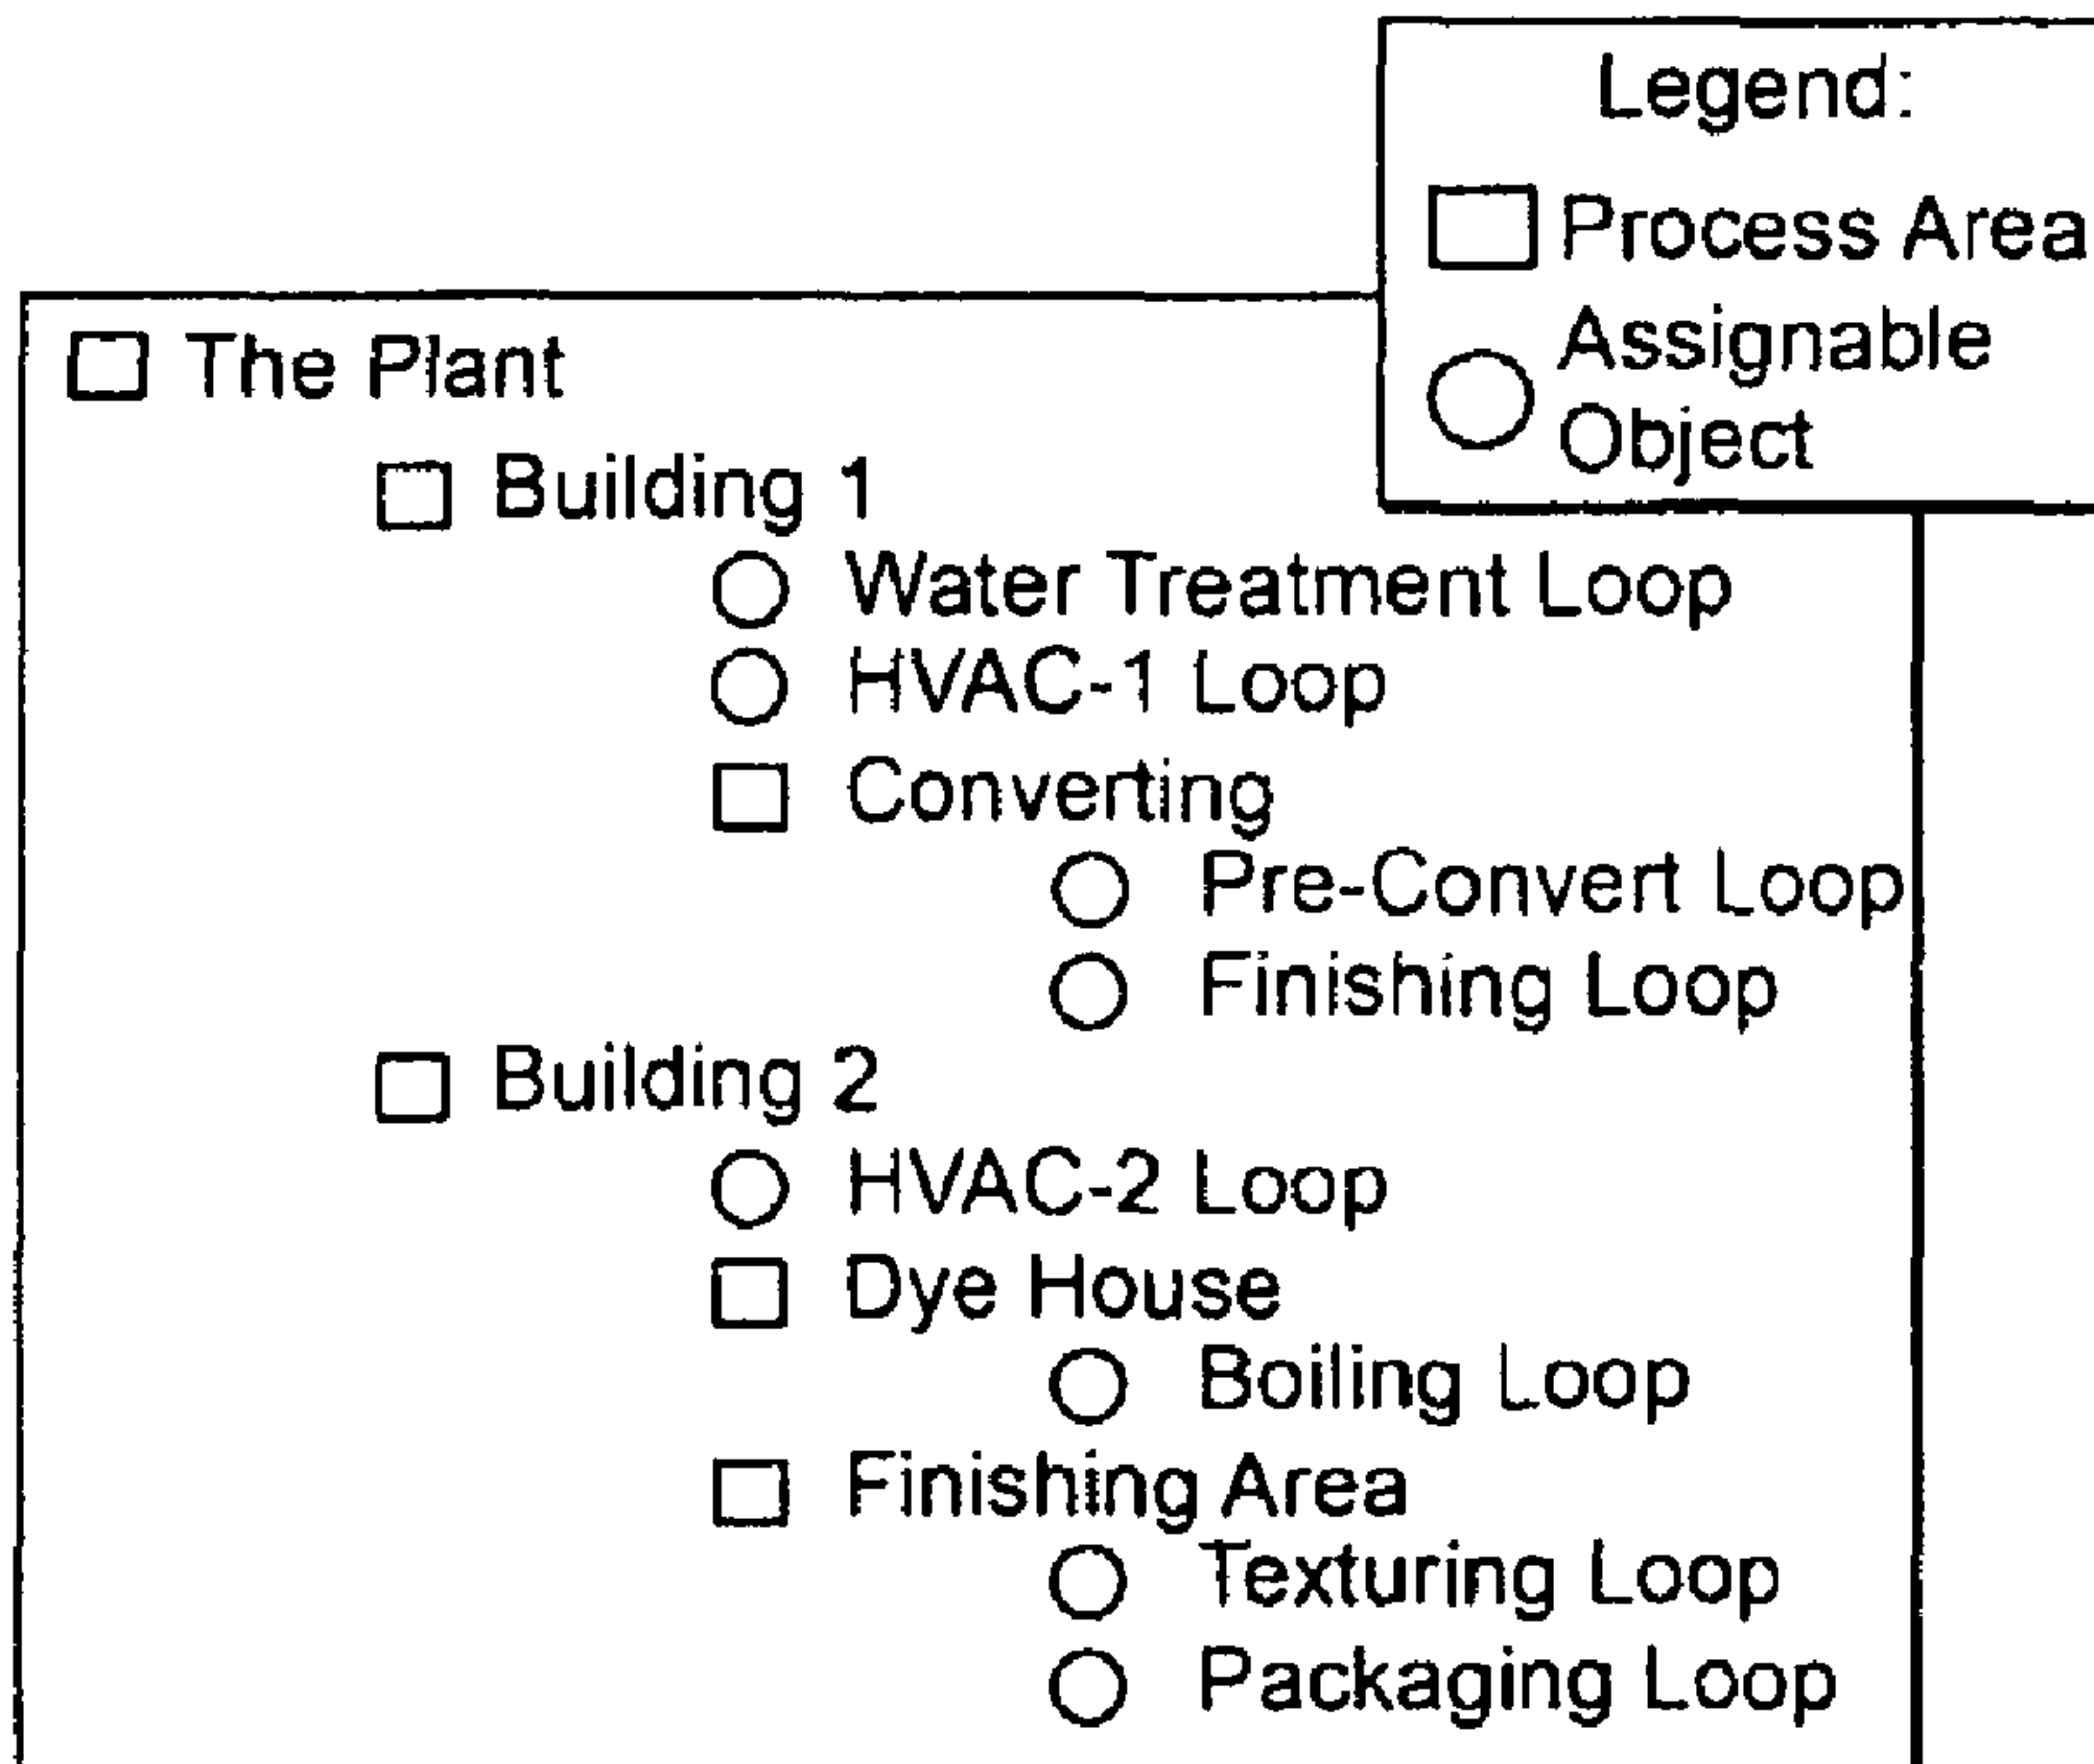 Legend:
Process Area
Assignable
Object
The Plant
Building 1
Water Treatment Loop
HVAC-1 Loop
Converting
Pre-Convert Loop
Finishing Loop
Building 2
HVAC-2 Loop
Dye House
Boiling Loop
Finishing Area
Texturing Loop
Packaging Loop